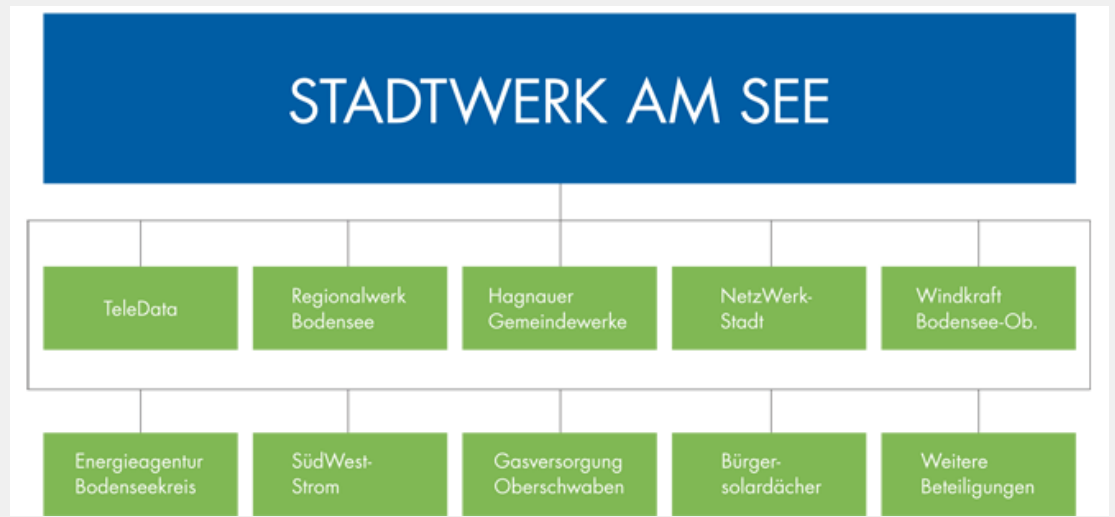 STADTWERK AM SEE
TeleData
Regionalwerk
Bodensee
Hagnauer
Gemeindewerke
NetzWerk-
Stadt
Windkraft
Bodensee-Ob.
Energieagentur
Bodenseekreis
SüdWest-
Strom
Gasversorgung
Oberschwaben
Bürger-
solardächer
Weitere
Beteiligungen